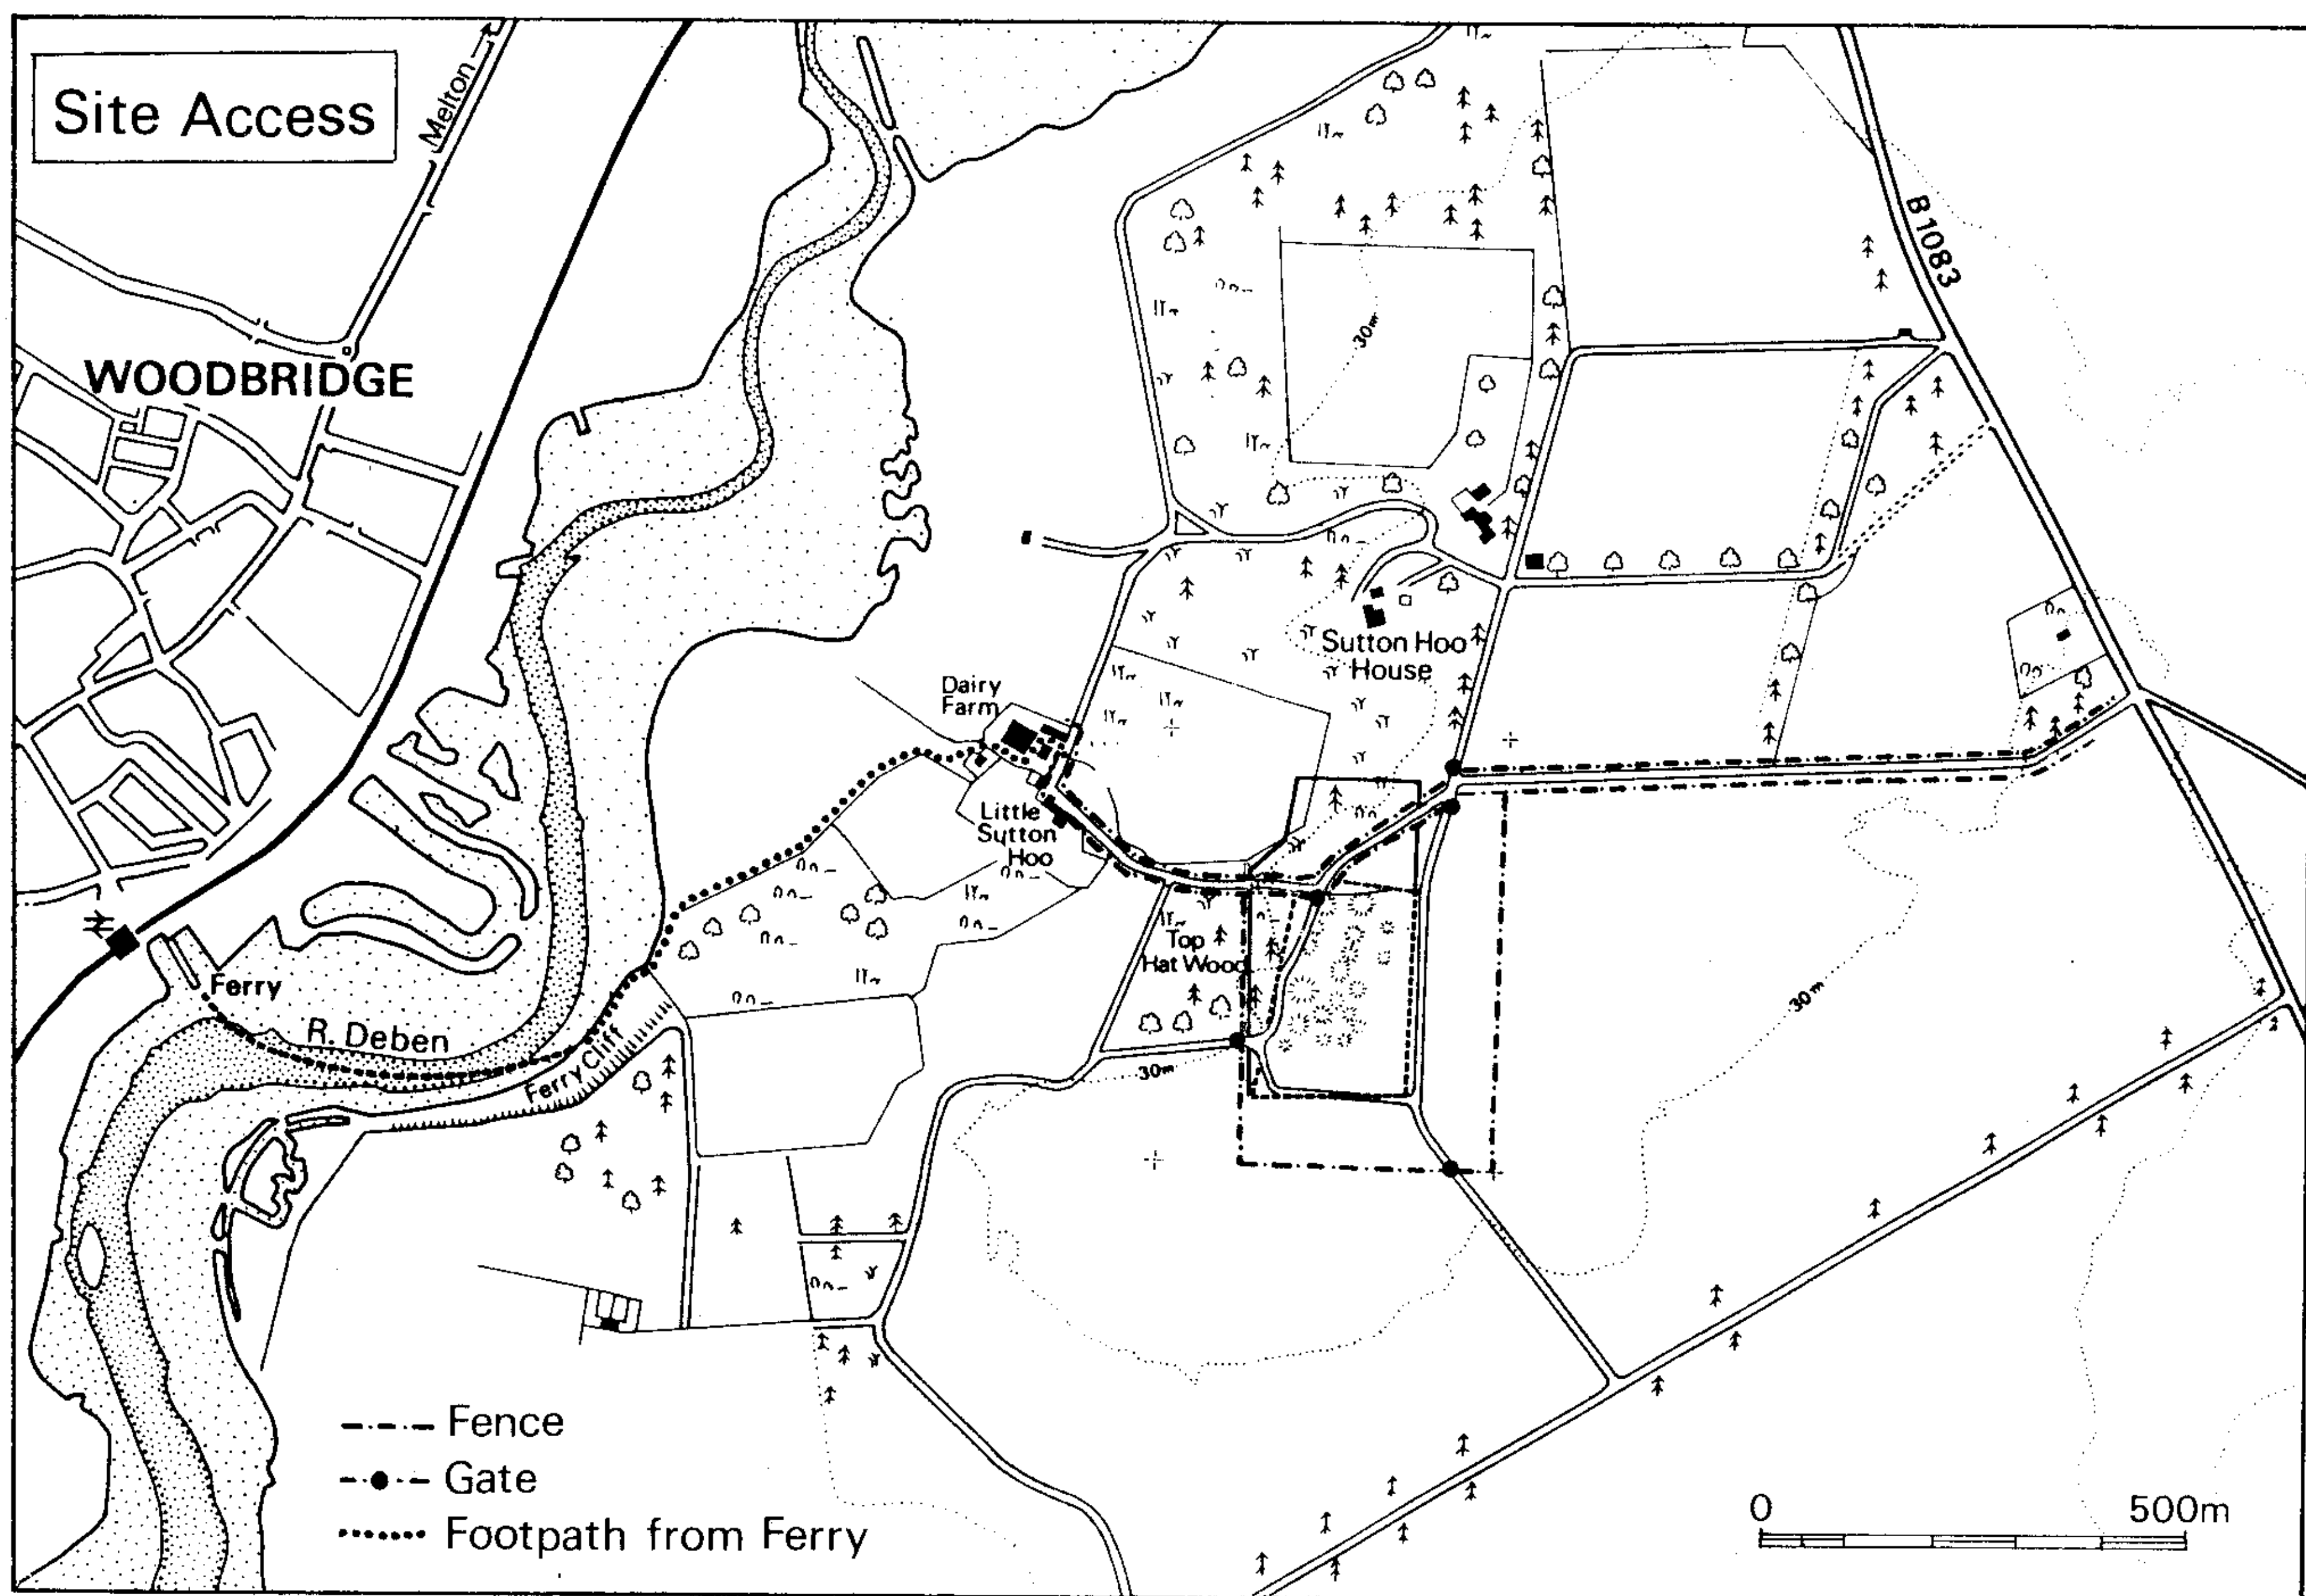 Site Access
Melton
WOODBRIDGE
B1083
30m
Sutton Hoo
House
Dairy
Farm
Little
Sutton
Hoo
Top
Hat Wood
Ferry
R. Deben
Ferry Cliff
30m
30m
Fence
Gate
Footpath from Ferry
0 500m